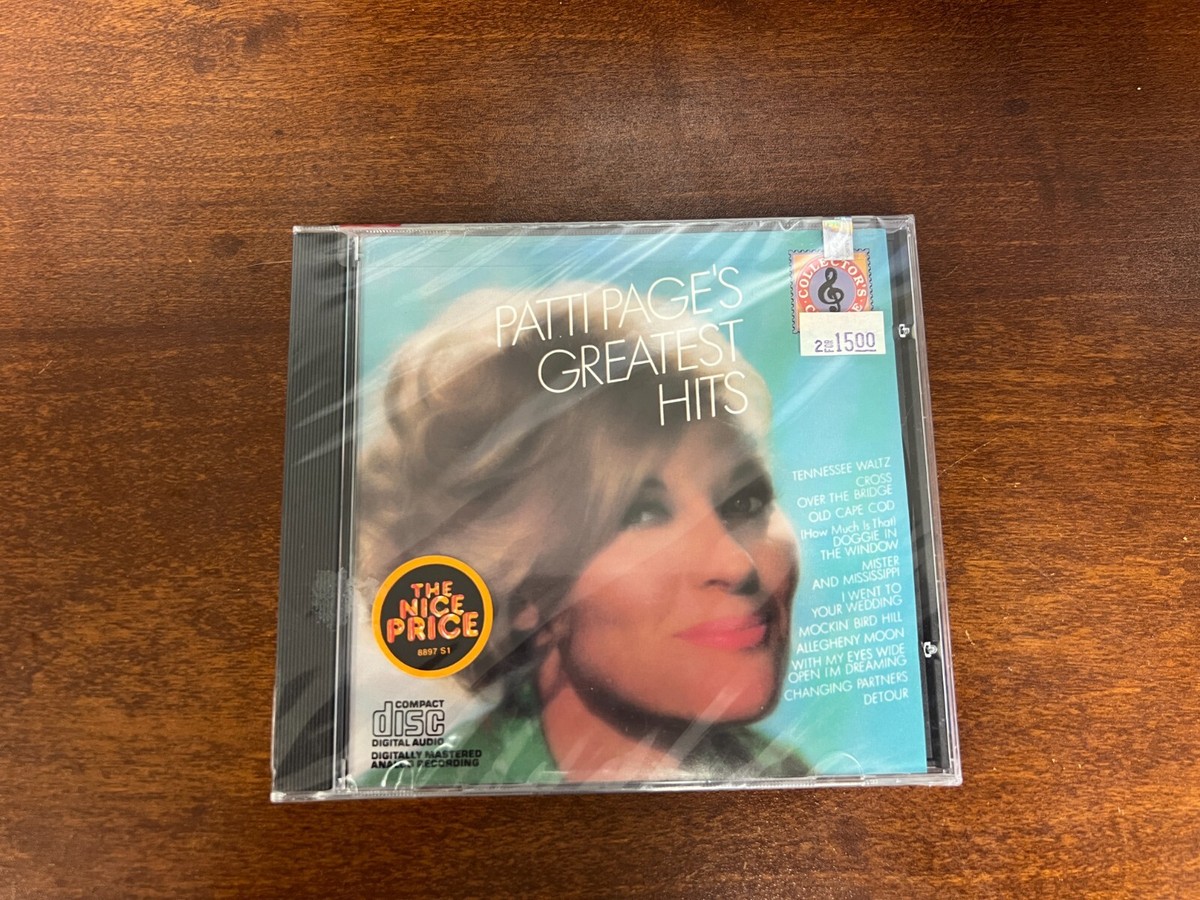 PATTI PAGE'S
GREATEST
HITS
COLLECTOR'S
2 FOR 1500
TENNESSEE WALTZ
CROSS
OVER THE BRIDGE
OLD CAPE COD
(How Much Is That)
DOGGIE IN
THE WINDOW
MISTER
AND MISSISSIPPI
I WENT TO
YOUR WEDDING
MOCKIN BIRD HILL
ALLEGHENY MOON
WITH MY EYES WIDE
OPEN I'M DREAMING
CHANGING PARTNERS
DETOUR
THE
NICE
PRICE
8897 S1
COMPACT
disc
DIGITAL AUDIO
DIGITALLY MASTERED
ANALOG RECORDING